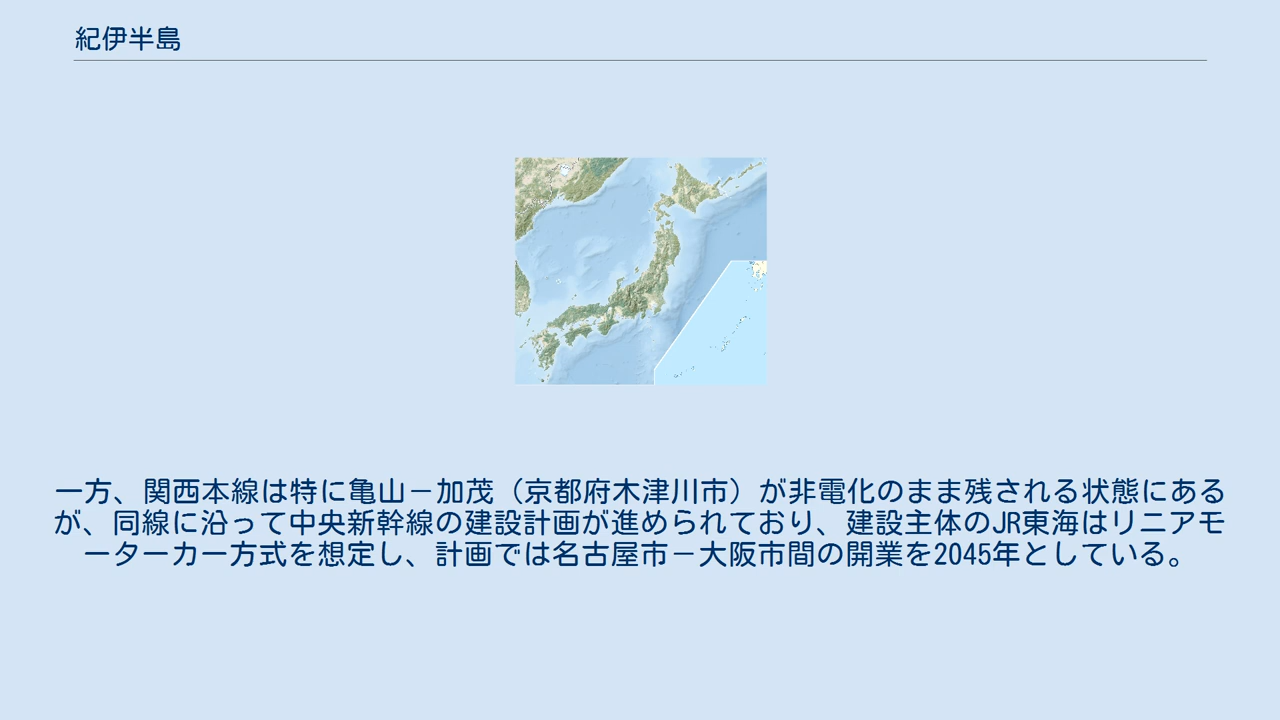 紀伊半島
一方、関西本線は特に亀山－加茂（京都府木津川市）が非電化のまま残される状態にある
が、同線に沿って中央新幹線の建設計画が進められており、建設主体のJR東海はリニアモ
ーターカー方式を想定し、計画では名古屋市－大阪市間の開業を2045年としている。